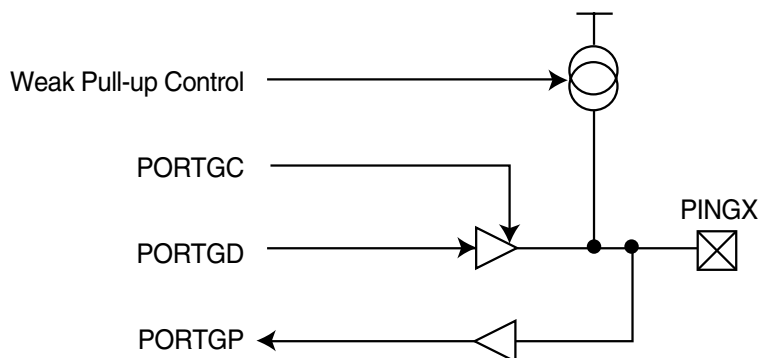 Weak Pull-up Control
PORTGC
PINGX
PORTGD
PORTGP